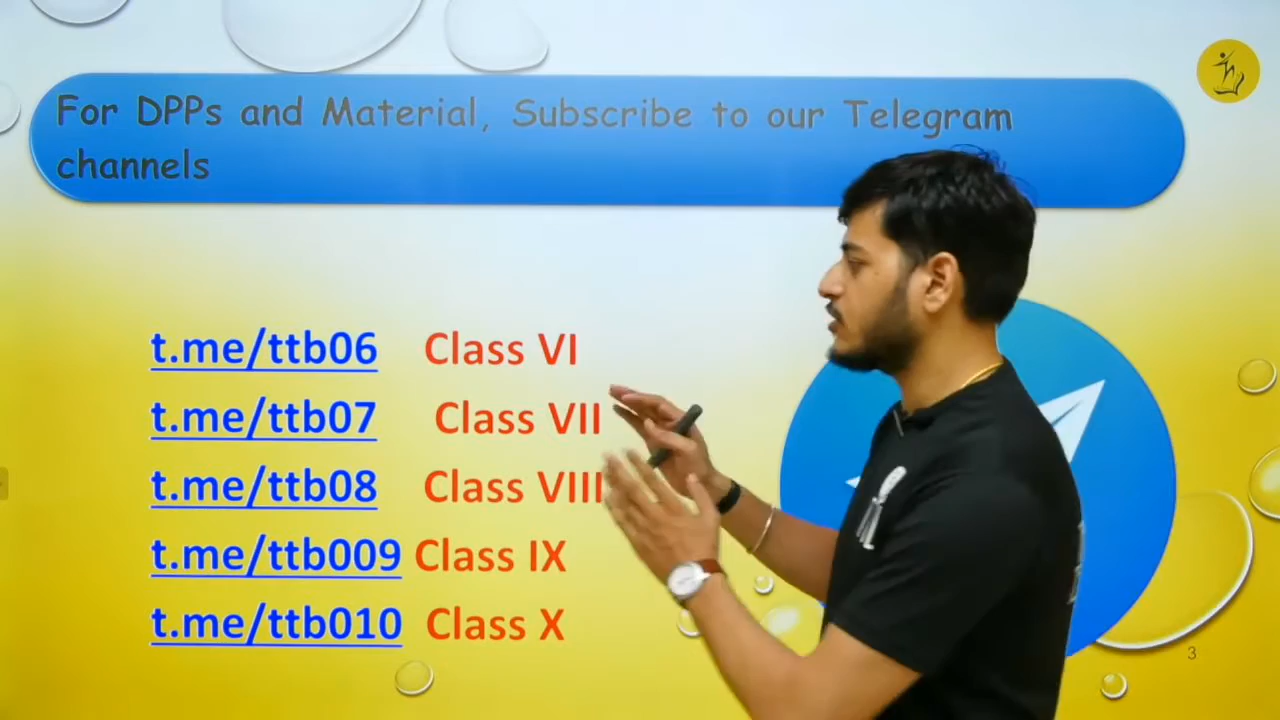 For DPPs and Material, Subscribe to our Telegram
channels
t.me/ttb06 Class VI
t.me/ttb07 Class VII
t.me/ttb08 Class VIII
t.me/ttb009 Class IX
t.me/ttb010 Class X
3